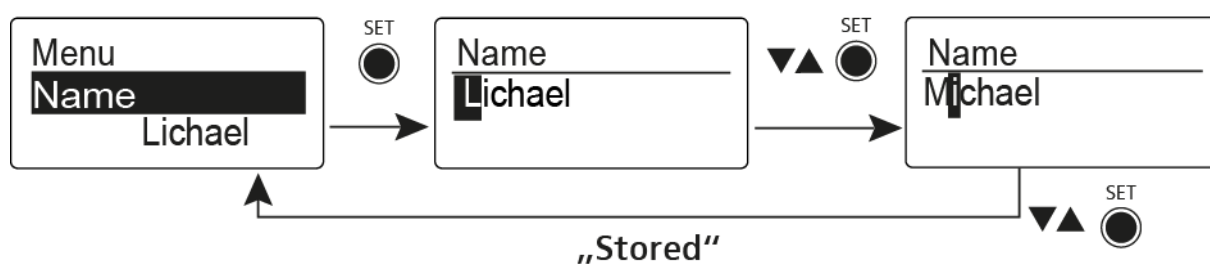 Menu
Name
Lichael
SET
Name
Lichael
SET
Name
Michael
SET
„Stored“